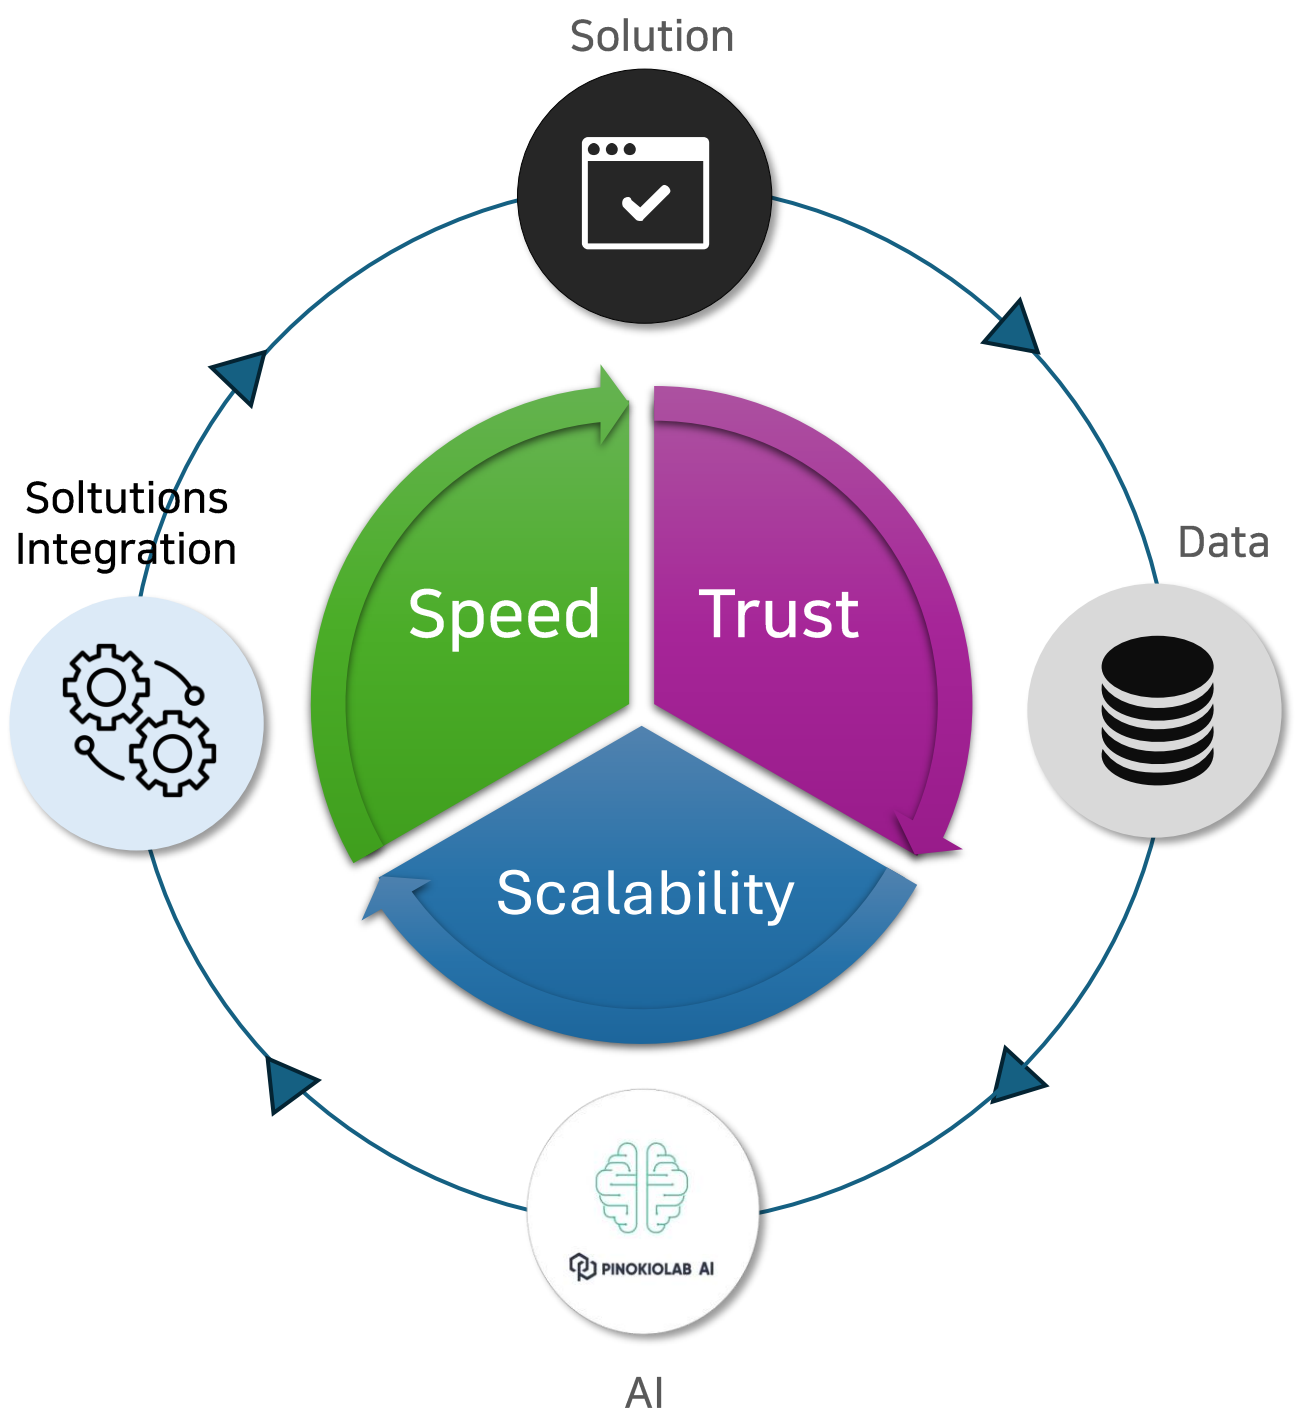 Solution
Soltutions
Integration
Data
Speed
Trust
Scalability
PINOKIOLAB AI
AI